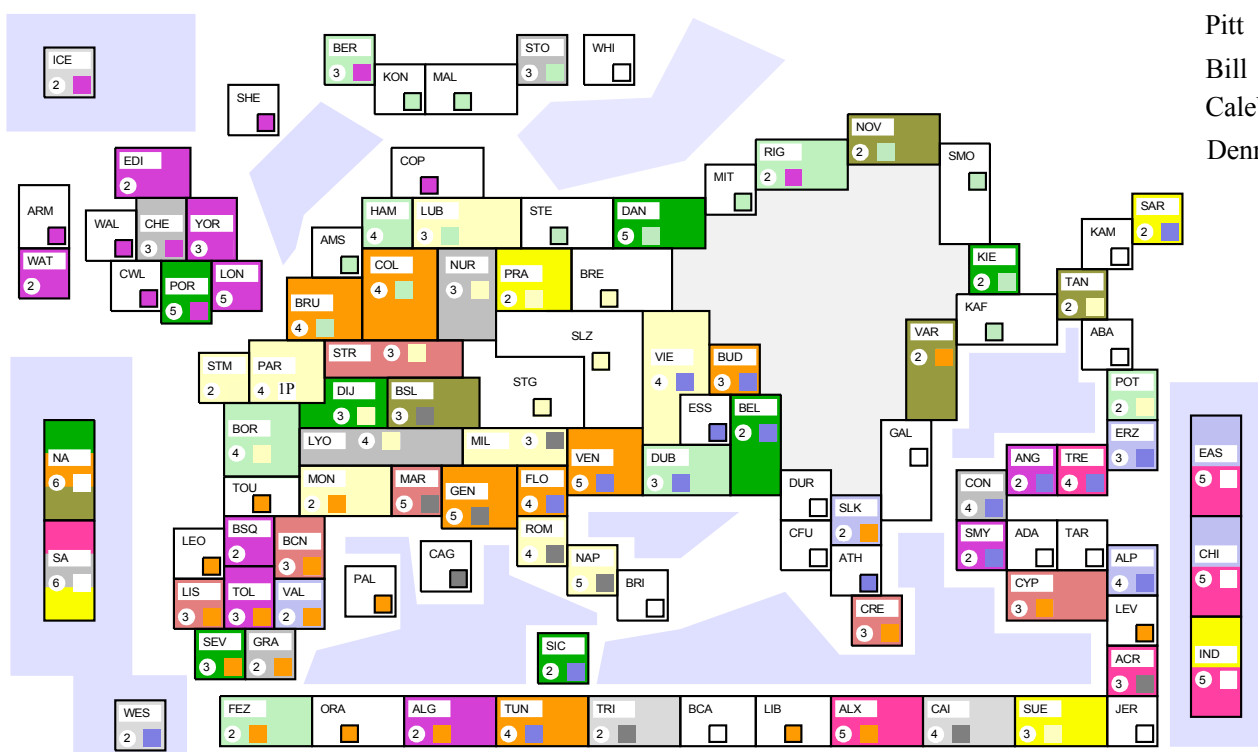 Pitt
Bill
Caleb
Denn
ICE 2
BER 3
KON
MAL
STO 3
WHI
SHE
NOV 2
RIG 2
SMO
MIT
EDI 2
COP
ARM
WAL
CHE 3
YOR 3
HAM 4
LUB 3
STE
DAN 5
SAR 2
KAM
AMS
WAT 2
CWL
POR 5
LON 5
COL 4
NUR 3
PRA 2
BRE
KIE 2
TAN 2
BRU 4
KAF
SLZ
VAR 2
ABA
STM 2
PAR 4 1P
STR 3
VIE 4
BUD 3
STG
DIJ 3
BSL 3
POT 2
ESS
BEL 2
BOR 4
LYO 4
MIL 3
GAL
ERZ 3
NA 6
VEN 5
DUB 3
ANG 2
TRE 4
EAS 5
TOU
MON 2
MAR 5
GEN 5
FLO 4
DUR
CON 4
SLK 2
BSQ 2
BCN 3
ROM 4
CFU
SMY 2
ADA
TAR
LEO
CAG
NAP 5
ATH
ALP 4
CHI 5
SA 6
PAL
BRI
LIS 3
TOL 3
VAL 2
CYP 3
CRE 3
LEV
SEV 3
GRA 2
SIC 2
ACR 3
IND 5
WES 2
FEZ 2
ORA
ALG 2
TUN 4
TRI 2
BCA
LIB
ALX 5
CAI 4
SUE 3
JER